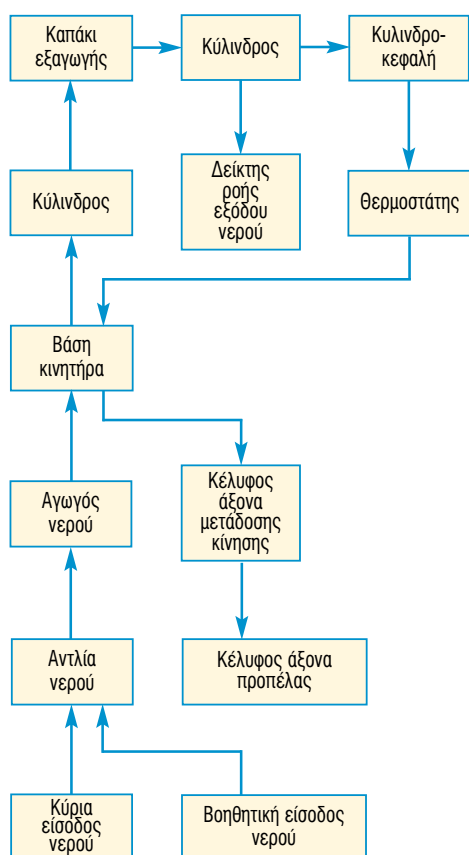 Καπάκι
εξαγωγής
Κύλινδρος
Κυλινδρο-
κεφαλή
Κύλινδρος
Δείκτης
ροής
εξόδου
νερού
Θερμοστάτης
Βάση
κινητήρα
Αγωγός
νερού
Κέλυφος
άξονα
μετάδοσης
κίνησης
Αντλία
νερού
Κέλυφος άξονα
προπέλας
Κύρια
είσοδος
νερού
Βοηθητική είσοδος
νερού